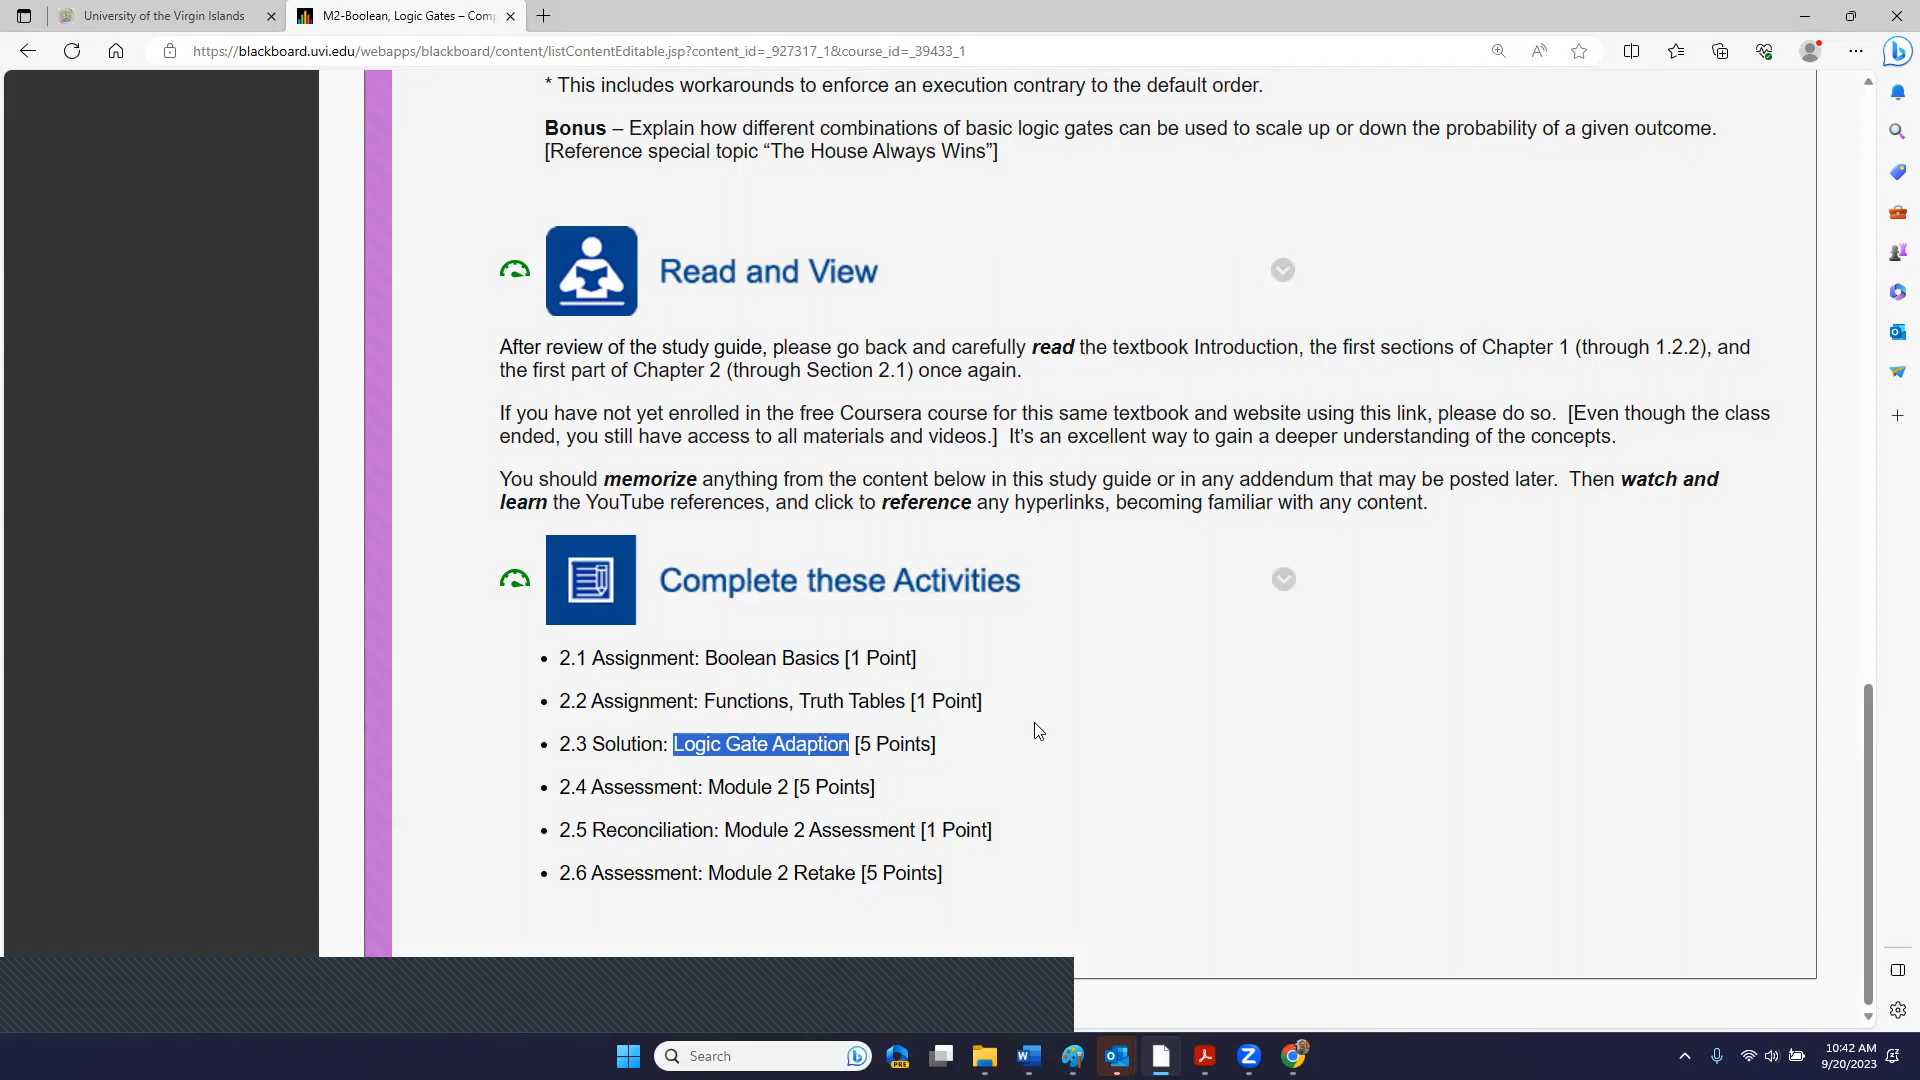 University of the Virgin Islands
M2-Boolean, Logic Gates – Com
https://blackboard.uvi.edu/webapps/blackboard/content/listContentEditable.jsp?content_id=_927317_1&course_id=_39433_1
* This includes workarounds to enforce an execution contrary to the default order.
Bonus – Explain how different combinations of basic logic gates can be used to scale up or down the probability of a given outcome.
[Reference special topic “The House Always Wins”]
Read and View
After review of the study guide, please go back and carefully read the textbook Introduction, the first sections of Chapter 1 (through 1.2.2), and
the first part of Chapter 2 (through Section 2.1) once again.
If you have not yet enrolled in the free Coursera course for this same textbook and website using this link, please do so.  [Even though the class
ended, you still have access to all materials and videos.]  It’s an excellent way to gain a deeper understanding of the concepts.
You should memorize anything from the content below in this study guide or in any addendum that may be posted later.  Then watch and
learn the YouTube references, and click to reference any hyperlinks, becoming familiar with any content.
Complete these Activities
• 2.1 Assignment: Boolean Basics [1 Point]
• 2.2 Assignment: Functions, Truth Tables [1 Point]
• 2.3 Solution: Logic Gate Adaption [5 Points]
• 2.4 Assessment: Module 2 [5 Points]
• 2.5 Reconciliation: Module 2 Assessment [1 Point]
• 2.6 Assessment: Module 2 Retake [5 Points]
Search
PRE
10:42 AM
9/20/2023